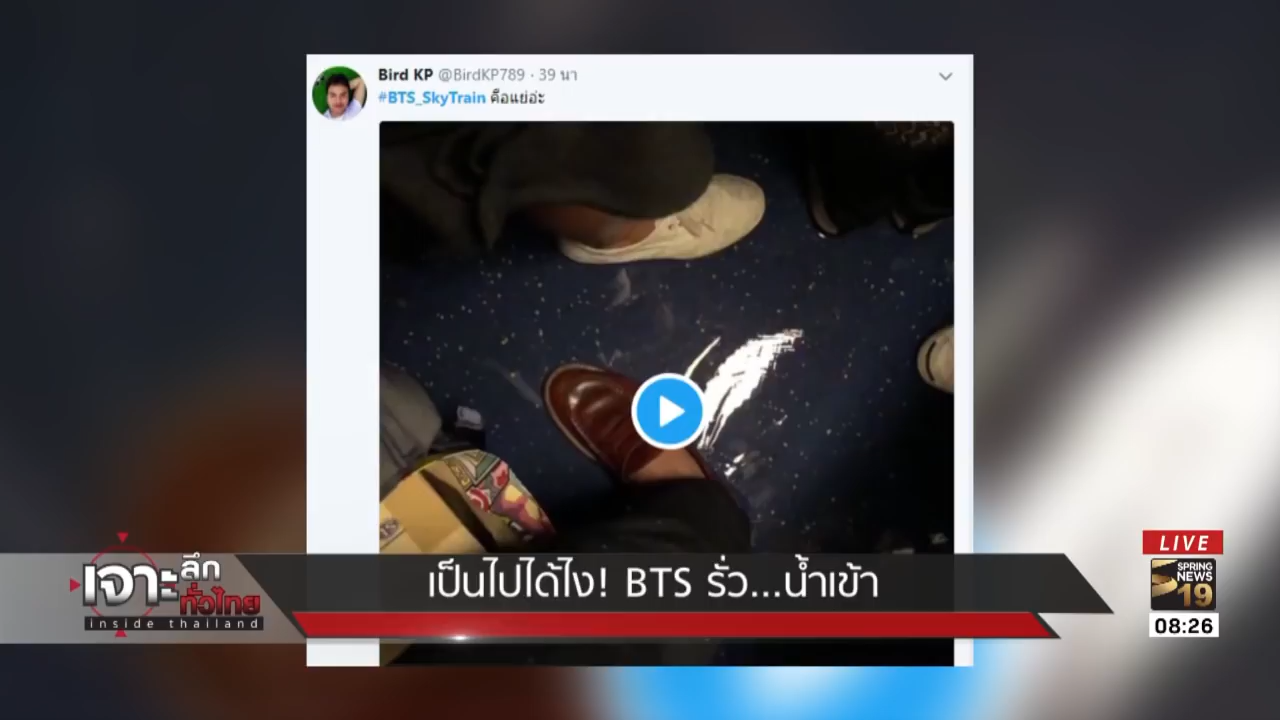 Bird KP @BirdKP789 · 39 นา
#BTS_SkyTrain คือแย่อ่ะ
เป็นไปได้ไง! BTS รั่ว...น้ำเข้า
เจาะลึกทั่วไทย
inside thailand
LIVE
SPRING NEWS
19
08:26